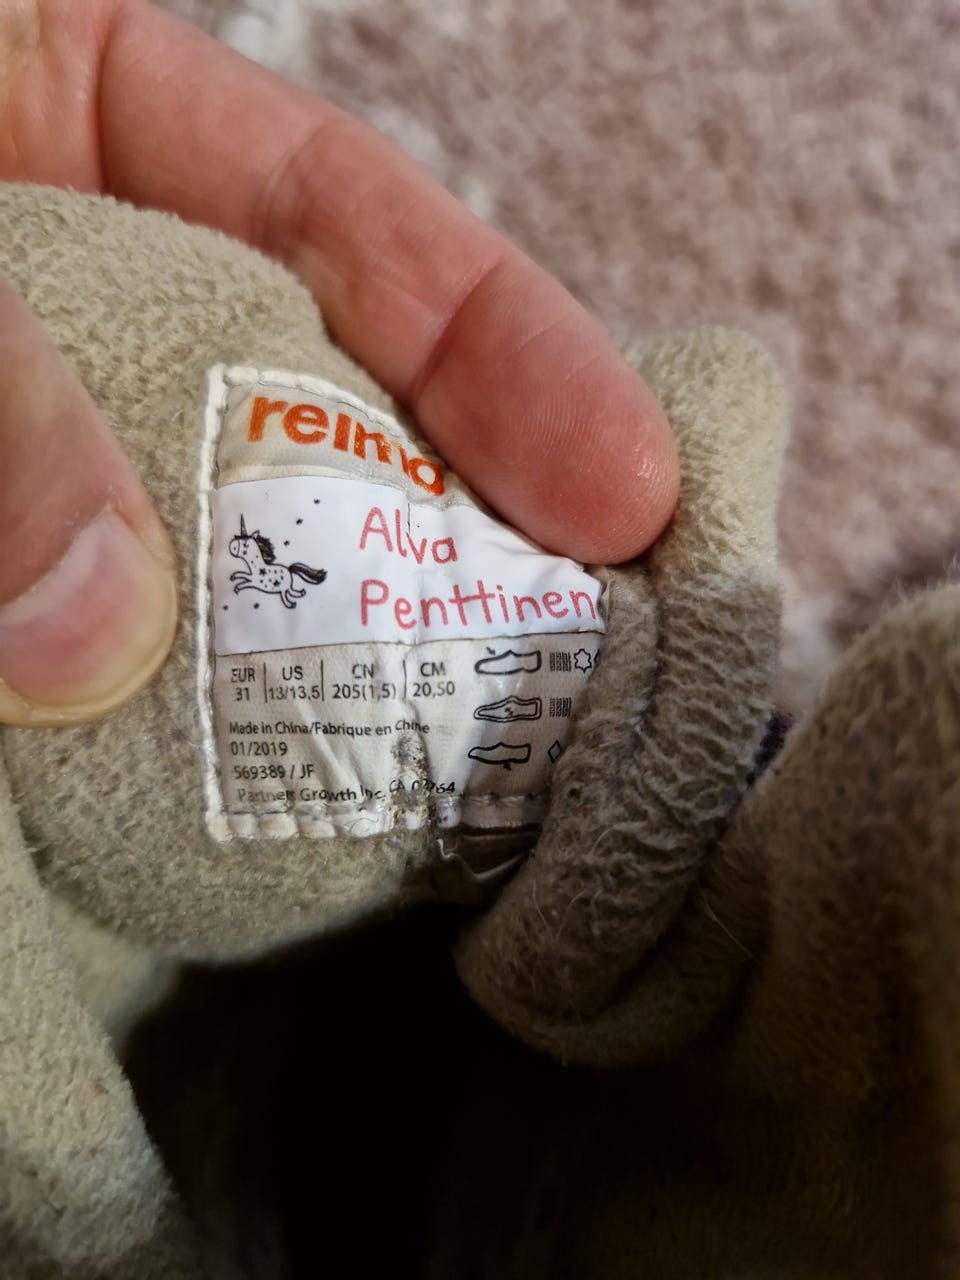 reima
Alva
Penttinen
EUR US CN CM
31 13/13,5 205(1,5) 20,50
Made in China/Fabrique en Chine
01/2019
569389 / JF
Partners Growth Inc. CA